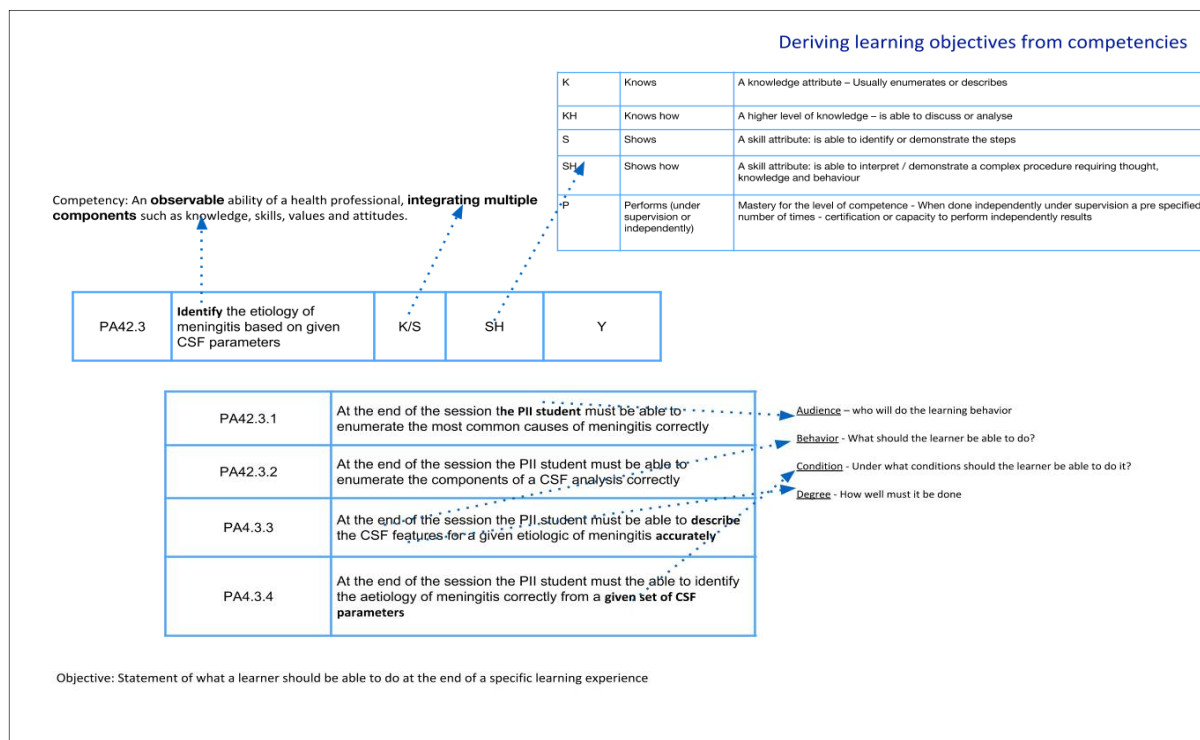 Deriving learning objectives from competencies
K Knows A knowledge attribute – Usually enumerates or describes
KH Knows how A higher level of knowledge – is able to discuss or analyse
S Shows A skill attribute: is able to identify or demonstrate the steps
SH Shows how A skill attribute: is able to interpret / demonstrate a complex procedure requiring thought,
knowledge and behaviour
P Performs (under supervision or independently) Mastery for the level of competence - When done independently under supervision a pre specified
number of times - certification or capacity to perform independently results
Competency: An observable ability of a health professional, integrating multiple
components such as knowledge, skills, values and attitudes.
PA42.3
Identify the etiology of
meningitis based on given
CSF parameters
K/S
SH
Y
PA42.3.1
At the end of the session the PII student must be able to
enumerate the most common causes of meningitis correctly
PA42.3.2
At the end of the session the PII student must be able to
enumerate the components of a CSF analysis correctly
PA4.3.3
At the end of the session the PII student must be able to describe
the CSF features for a given etiologic of meningitis accurately
PA4.3.4
At the end of the session the PII student must the able to identify
the aetiology of meningitis correctly from a given set of CSF
parameters
Audience – who will do the learning behavior
Behavior - What should the learner be able to do?
Condition - Under what conditions should the learner be able to do it?
Degree - How well must it be done
Objective: Statement of what a learner should be able to do at the end of a specific learning experience